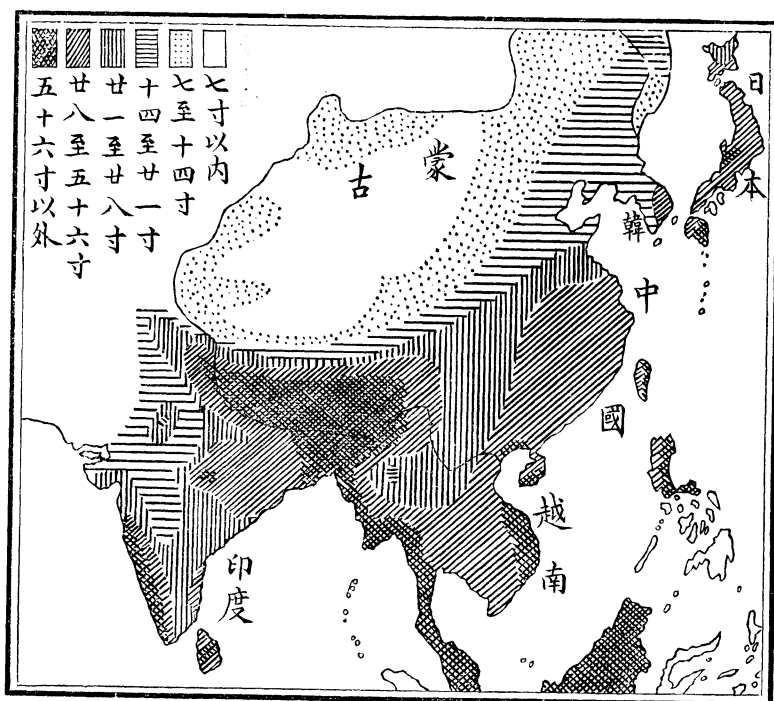 七寸以内
七至十四寸
十四至廿一寸
廿一至廿八寸
廿八至五十六寸
五十六寸以外
日本
蒙古
韓
中國
越南
印度